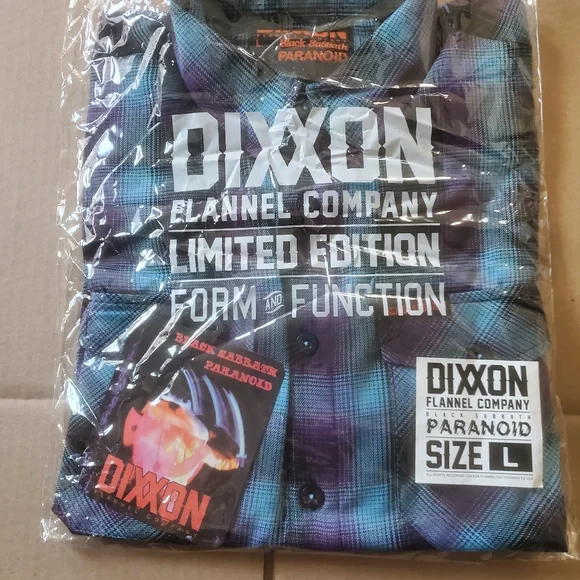 DIXXON
Black Sabbath
PARANOID
DIXXON
FLANNEL COMPANY
LIMITED EDITION
FORM AND FUNCTION
BLACK SABBATH
PARANOID
DIXXON
DIXXON
FLANNEL COMPANY
BLACK SABBATH
PARANOID
SIZE L